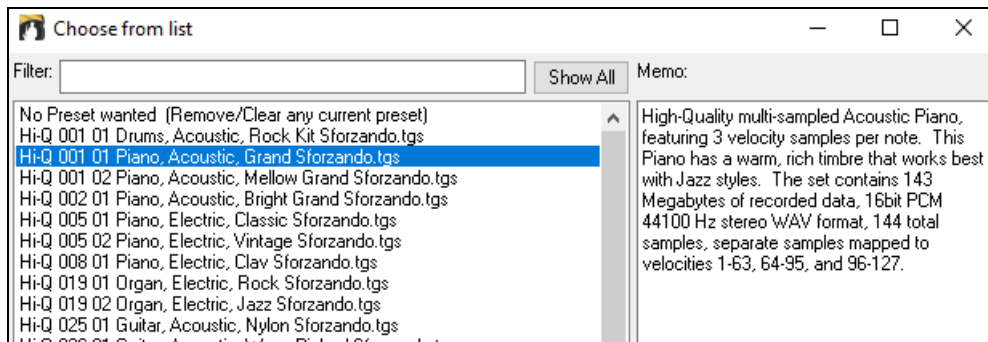 Choose from list
Filter:
Show All
Memo:
No Preset wanted  (Remove/Clear any current preset)
Hi-Q 001 01 Drums, Acoustic, Rock Kit Sforzando.tgs
Hi-Q 001 01 Piano, Acoustic, Grand Sforzando.tgs
Hi-Q 001 02 Piano, Acoustic, Mellow Grand Sforzando.tgs
Hi-Q 002 01 Piano, Acoustic, Bright Grand Sforzando.tgs
Hi-Q 005 01 Piano, Electric, Classic Sforzando.tgs
Hi-Q 005 02 Piano, Electric, Vintage Sforzando.tgs
Hi-Q 008 01 Piano, Electric, Clav Sforzando.tgs
Hi-Q 019 01 Organ, Electric, Rock Sforzando.tgs
Hi-Q 019 02 Organ, Electric, Jazz Sforzando.tgs
Hi-Q 025 01 Guitar, Acoustic, Nylon Sforzando.tgs
High-Quality multi-sampled Acoustic Piano,
featuring 3 velocity samples per note.  This
Piano has a warm, rich timbre that works best
with Jazz styles.  The set contains 143
Megabytes of recorded data, 16bit PCM
44100 Hz stereo WAV format, 144 total
samples, separate samples mapped to
velocities 1-63, 64-95, and 96-127.